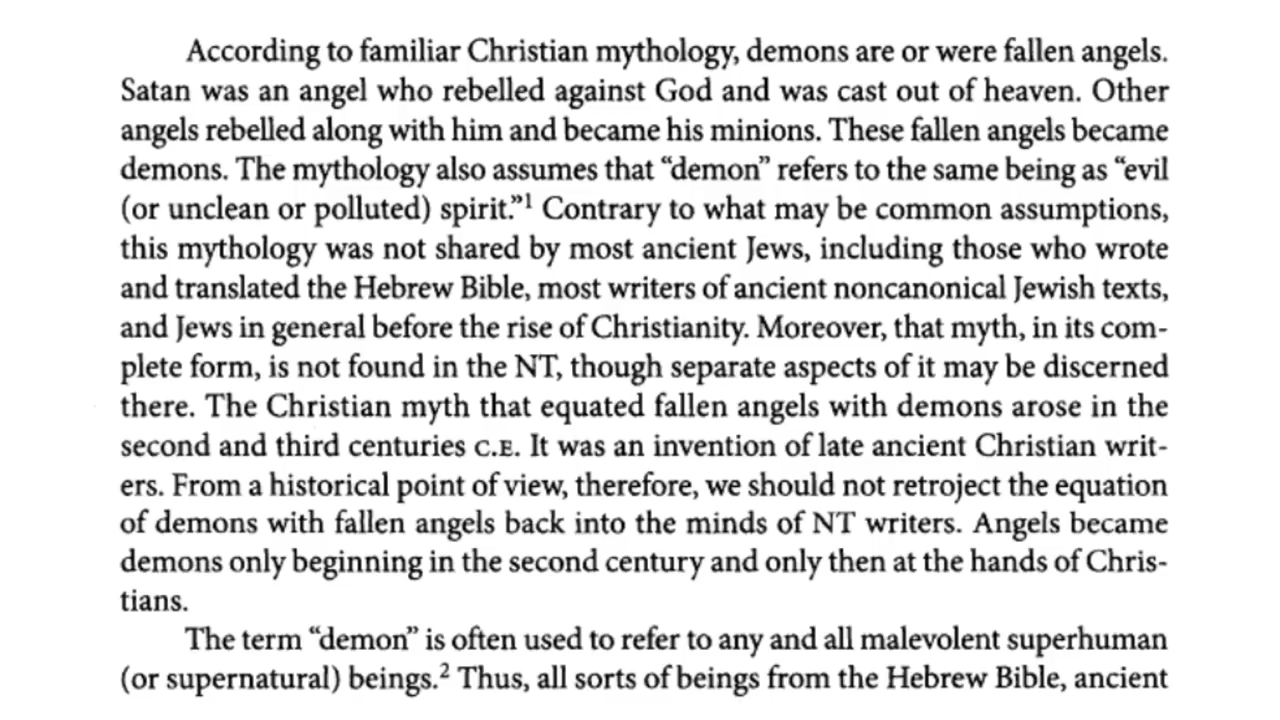 According to familiar Christian mythology, demons are or were fallen angels.
Satan was an angel who rebelled against God and was cast out of heaven. Other
angels rebelled along with him and became his minions. These fallen angels became
demons. The mythology also assumes that “demon” refers to the same being as “evil
(or unclean or polluted) spirit.”¹ Contrary to what may be common assumptions,
this mythology was not shared by most ancient Jews, including those who wrote
and translated the Hebrew Bible, most writers of ancient noncanonical Jewish texts,
and Jews in general before the rise of Christianity. Moreover, that myth, in its com-
plete form, is not found in the NT, though separate aspects of it may be discerned
there. The Christian myth that equated fallen angels with demons arose in the
second and third centuries C.E. It was an invention of late ancient Christian writ-
ers. From a historical point of view, therefore, we should not retroject the equation
of demons with fallen angels back into the minds of NT writers. Angels became
demons only beginning in the second century and only then at the hands of Chris-
tians.
The term “demon” is often used to refer to any and all malevolent superhuman
(or supernatural) beings.² Thus, all sorts of beings from the Hebrew Bible, ancient